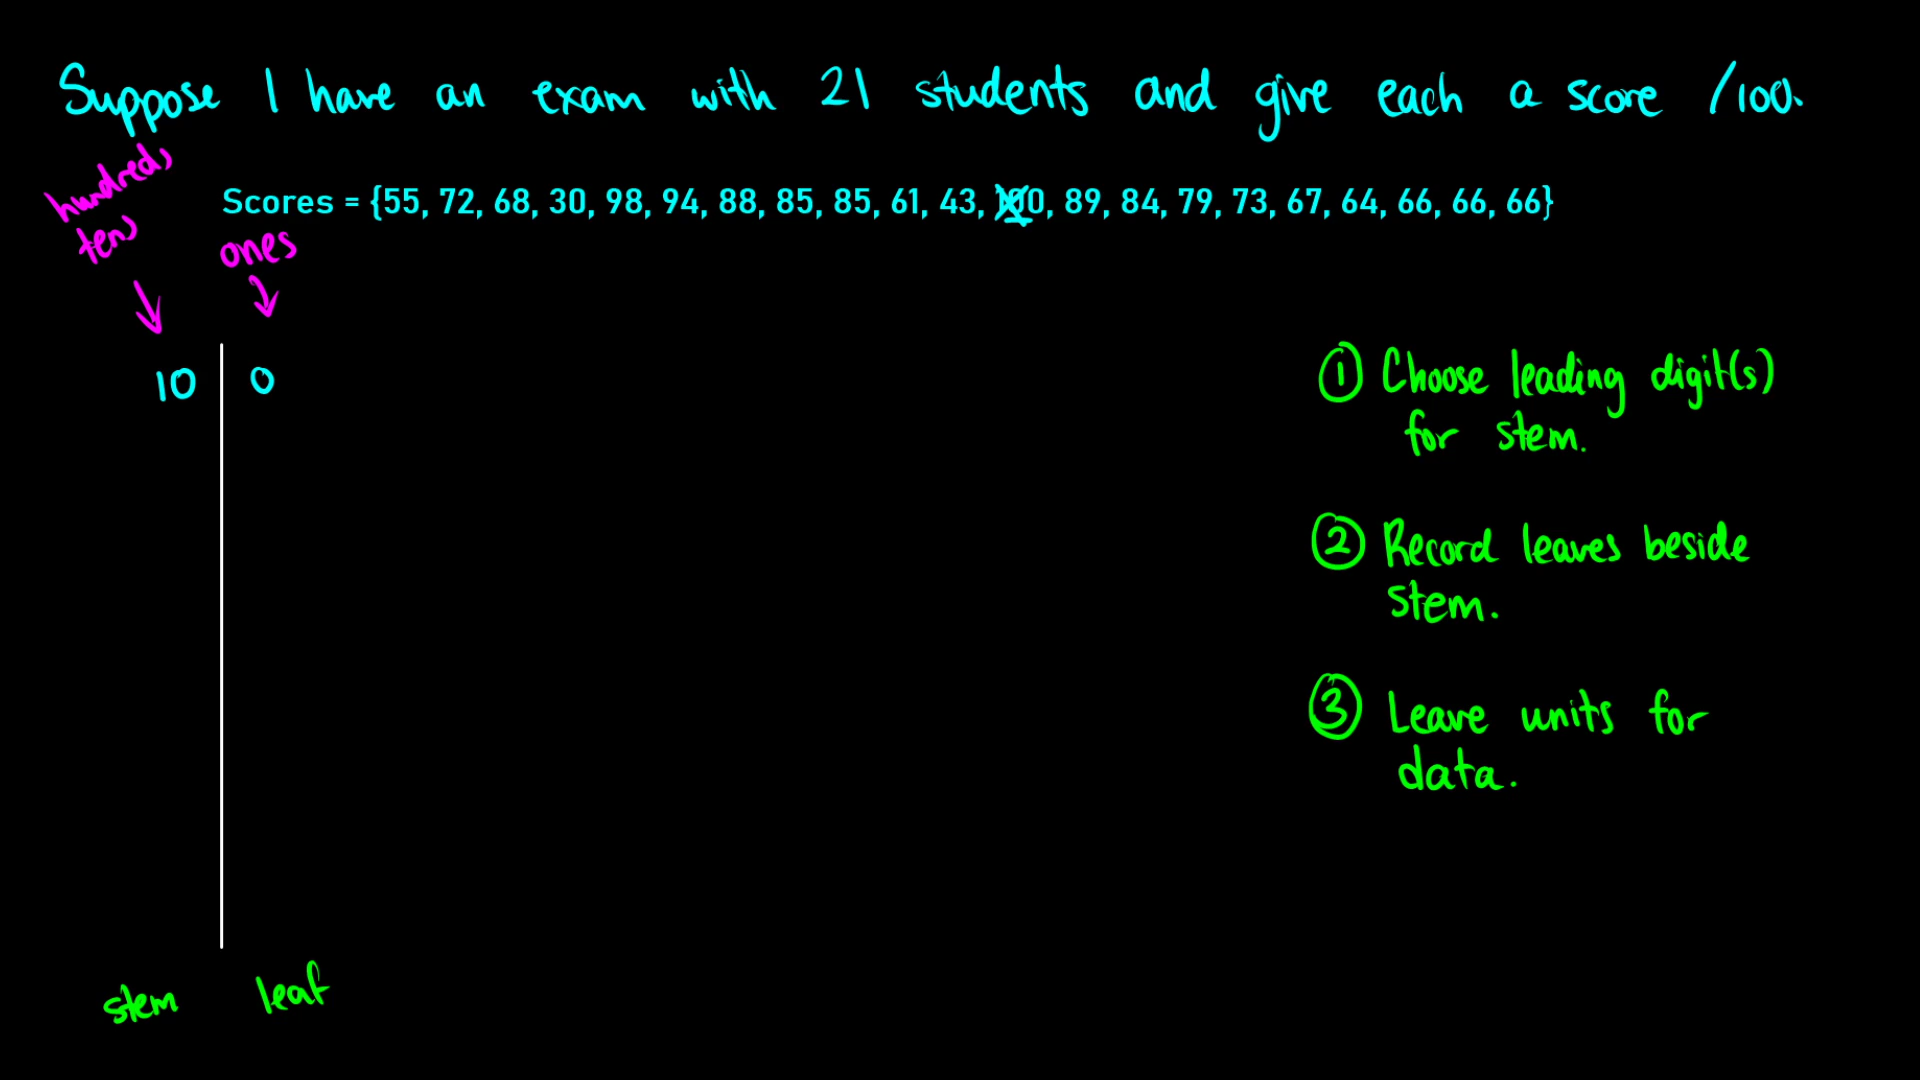 Suppose I have an exam with 21 students and give each a score /100.
hundreds
tens
Scores = {55, 72, 68, 30, 98, 94, 88, 85, 85, 61, 43, 100, 89, 84, 79, 73, 67, 64, 66, 66, 66}
ones
10 0
① Choose leading digit(s)
for stem.
② Record leaves beside
stem.
③ Leave units for
data.
stem leaf